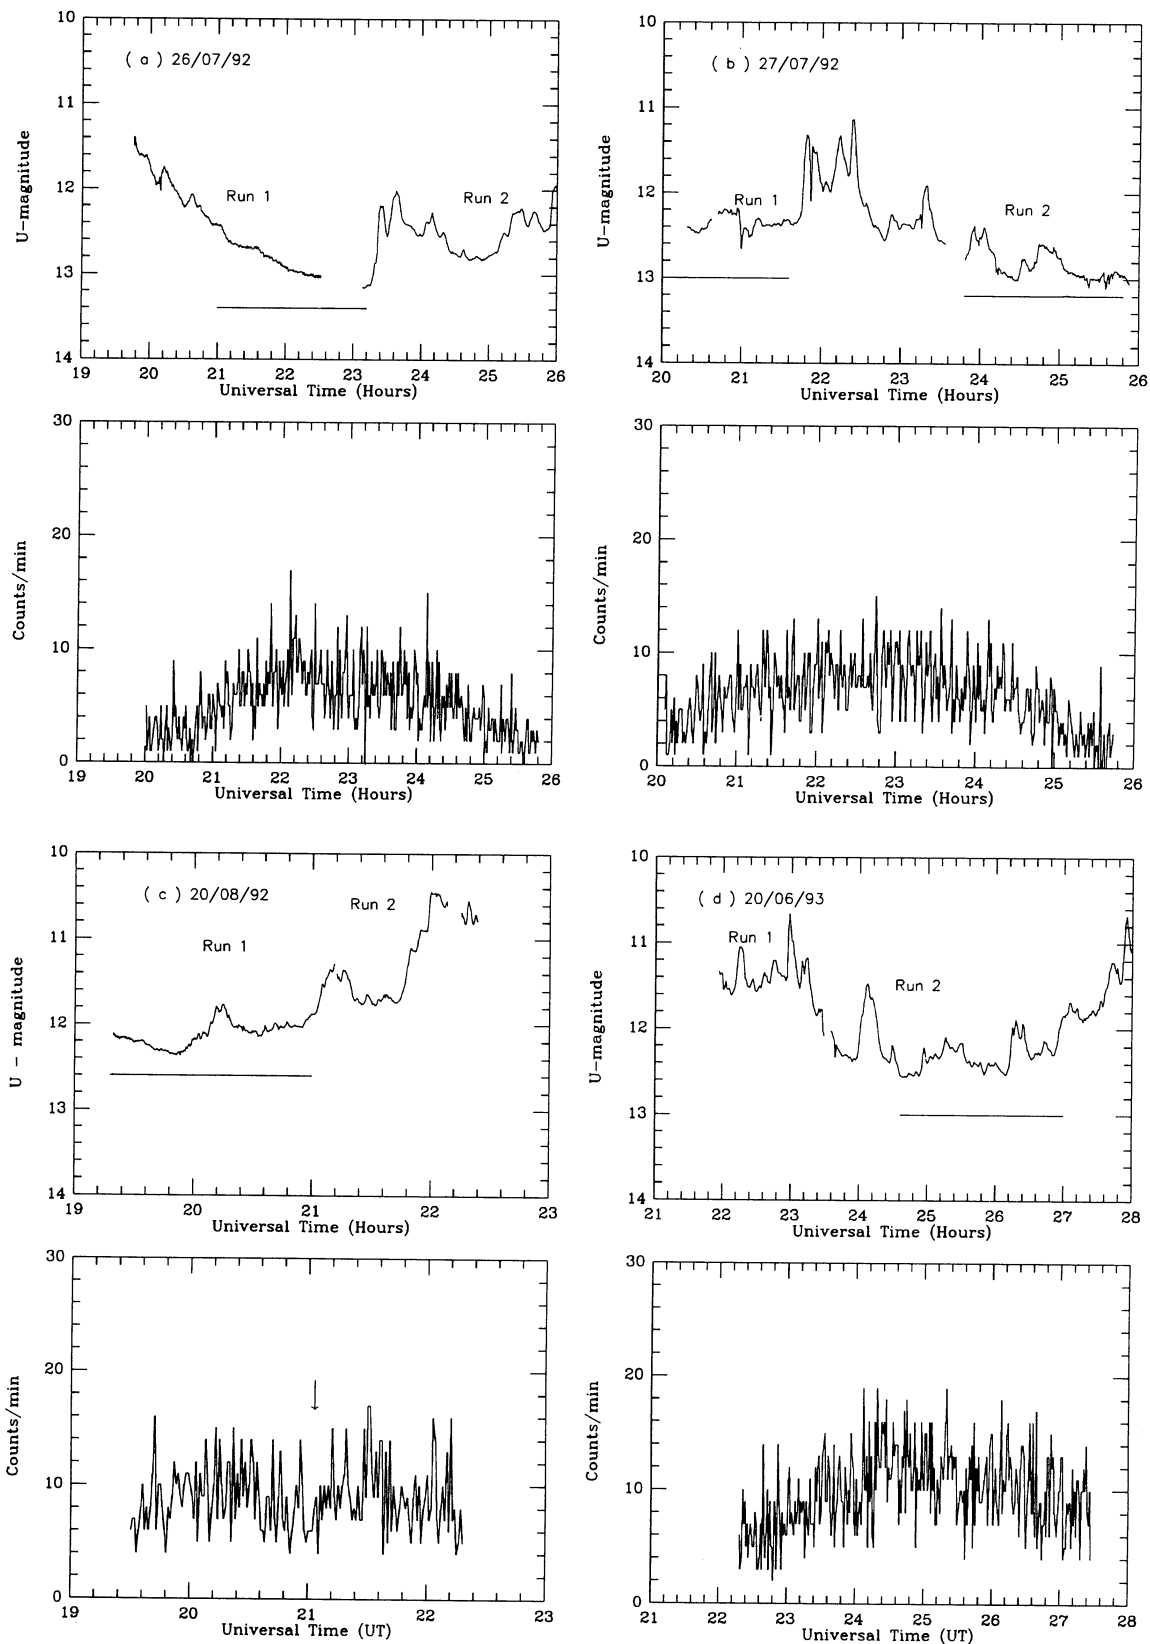 10
11
12
13
14
U-magnitude
( a ) 26/07/92
Run 1
Run 2
19 20 21 22 23 24 25 26
Universal Time (Hours)
10
11
12
13
14
U-magnitude
( b ) 27/07/92
Run 1
Run 2
20 21 22 23 24 25 26
Universal Time (Hours)
30
20
10
0
Counts/min
19 20 21 22 23 24 25 26
Universal Time (Hours)
30
20
10
0
Counts/min
20 21 22 23 24 25 26
Universal Time (Hours)
10
11
12
13
14
U - magnitude
( c ) 20/08/92
Run 2
Run 1
19 20 21 22 23
Universal Time (Hours)
10
11
12
13
14
U-magnitude
( d ) 20/06/93
Run 1
Run 2
21 22 23 24 25 26 27 28
Universal Time (Hours)
30
20
10
0
Counts/min
19 20 21 22 23
Universal Time (UT)
30
20
10
0
Counts/min
21 22 23 24 25 26 27 28
Universal Time (UT)